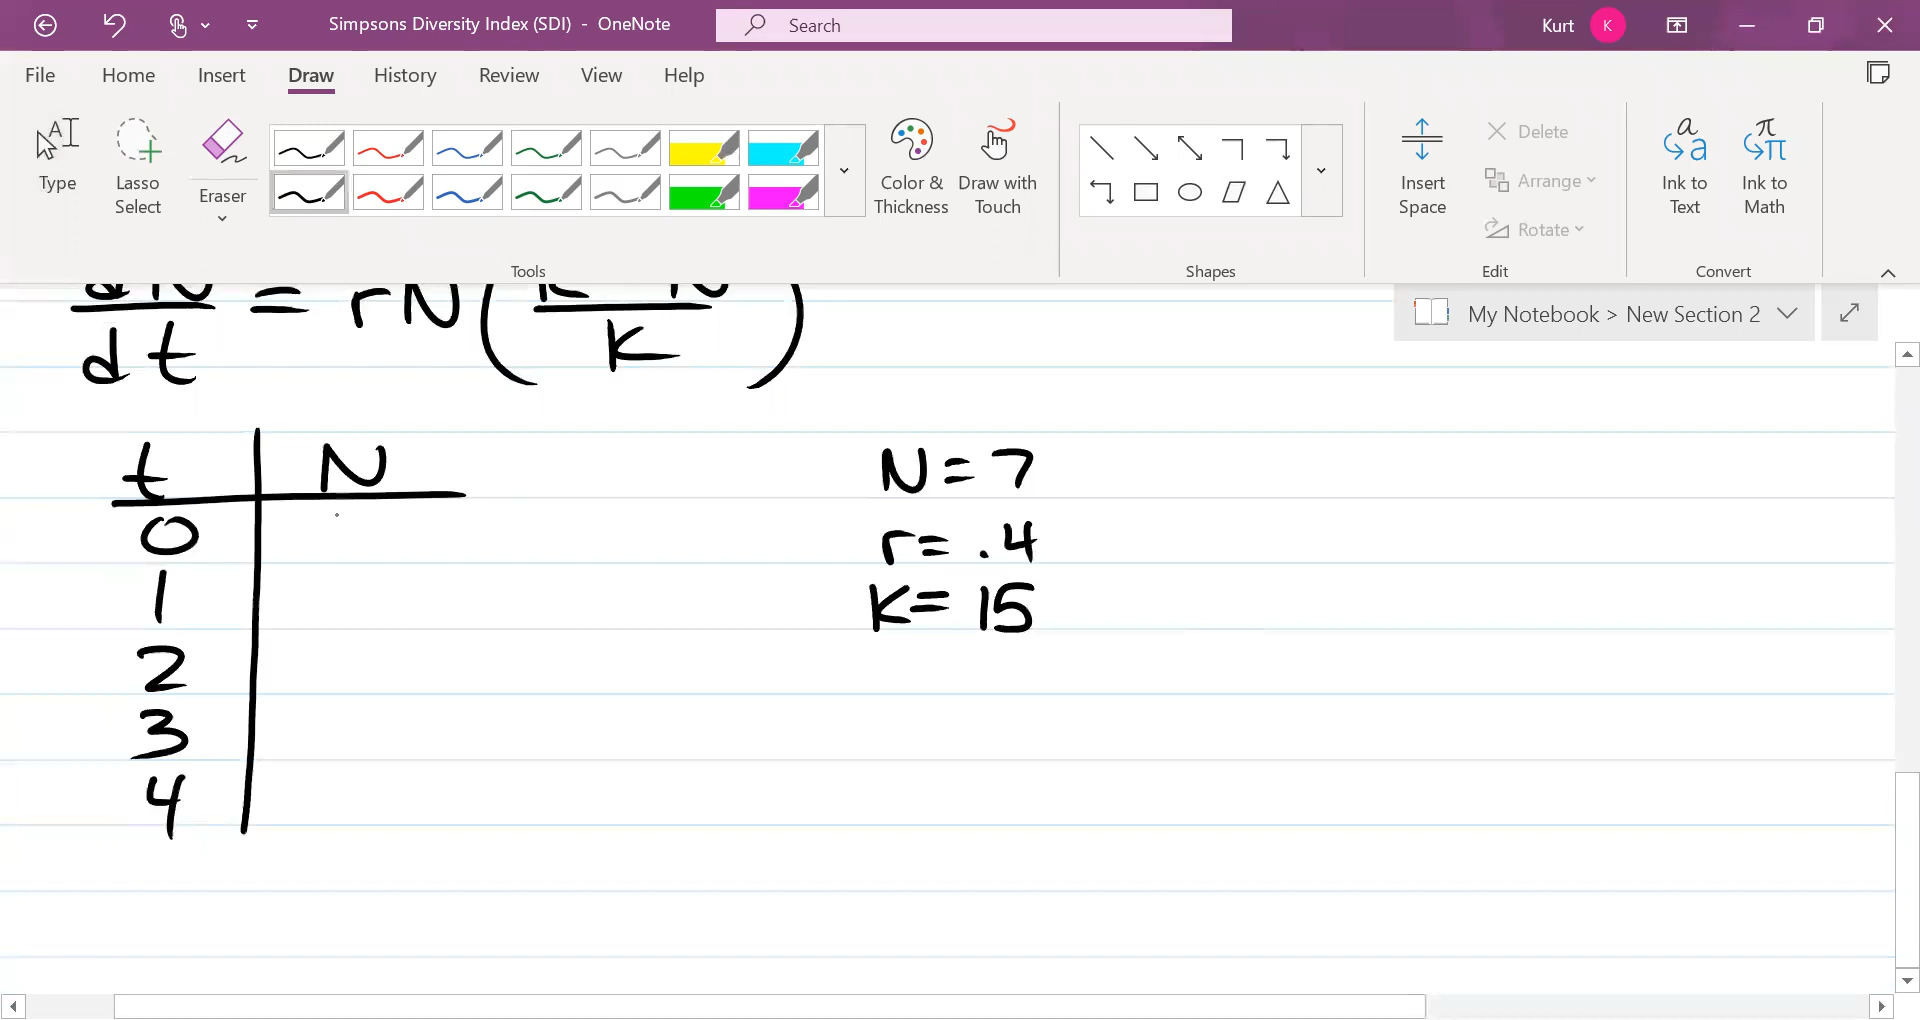 Simpsons Diversity Index (SDI) - OneNote
Search
Kurt K
File Home Insert Draw History Review View Help
Type
Lasso Select
Eraser
Color & Thickness
Draw with Touch
Insert Space
Delete
Arrange
Rotate
Ink to Text
Ink to Math
Tools Shapes Edit Convert
My Notebook > New Section 2
dN/dt = rN(K-N/K)
t N
0
1
2
3
4
N = 7
r = .4
K = 15